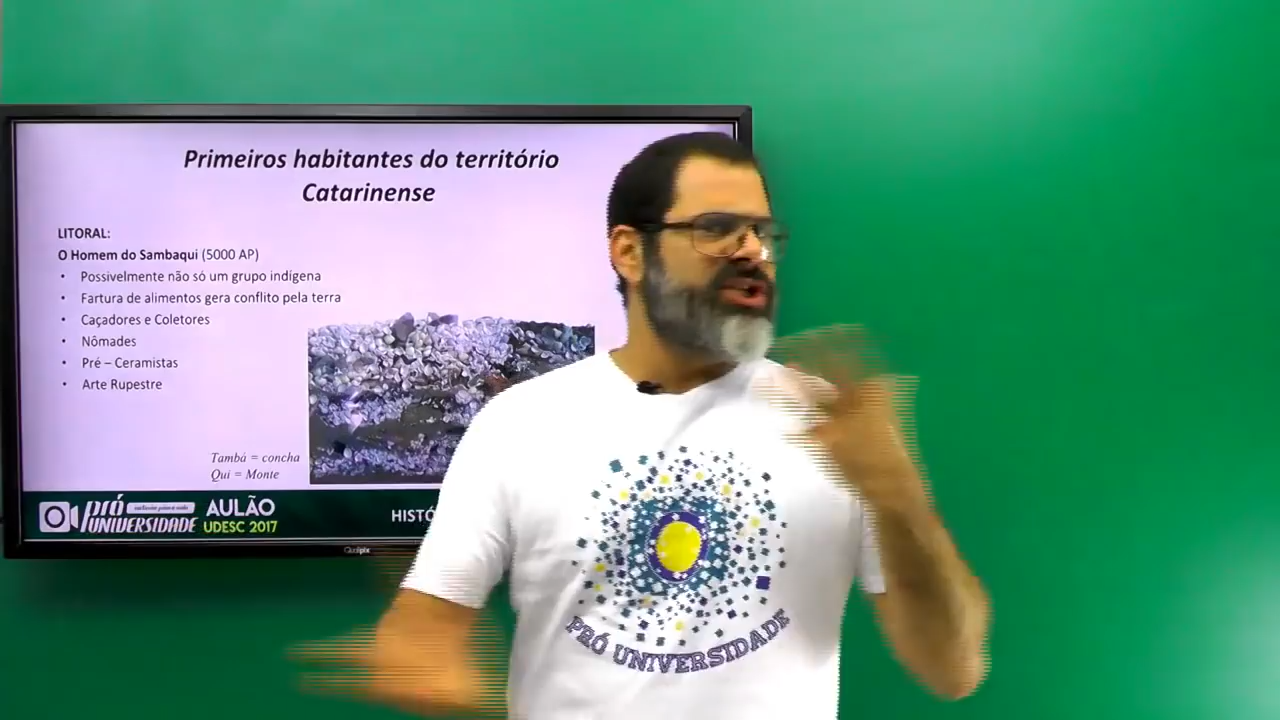 Primeiros habitantes do território
Catarinense
LITORAL:
O Homem do Sambaqui (5000 AP)
• Possivelmente não só um grupo indígena
• Fartura de alimentos gera conflito pela terra
• Caçadores e Coletores
• Nômades
• Pré – Ceramistas
• Arte Rupestre
Tambá = concha
Qui = Monte
Pró
UNIVERSIDADE
AULÃO
UDESC 2017
HISTÓ
Qualipix
PRÓ UNIVERSIDADE